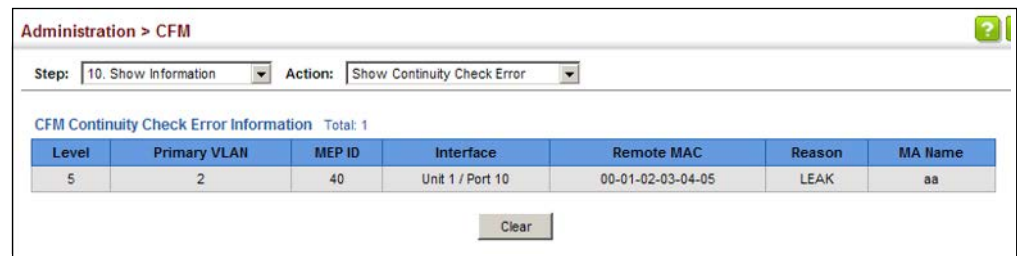 Administration > CFM
?
Step: 10. Show Information Action: Show Continuity Check Error
CFM Continuity Check Error Information Total: 1
Level Primary VLAN MEP ID Interface Remote MAC Reason MA Name
5 2 40 Unit 1 / Port 10 00-01-02-03-04-05 LEAK aa
Clear